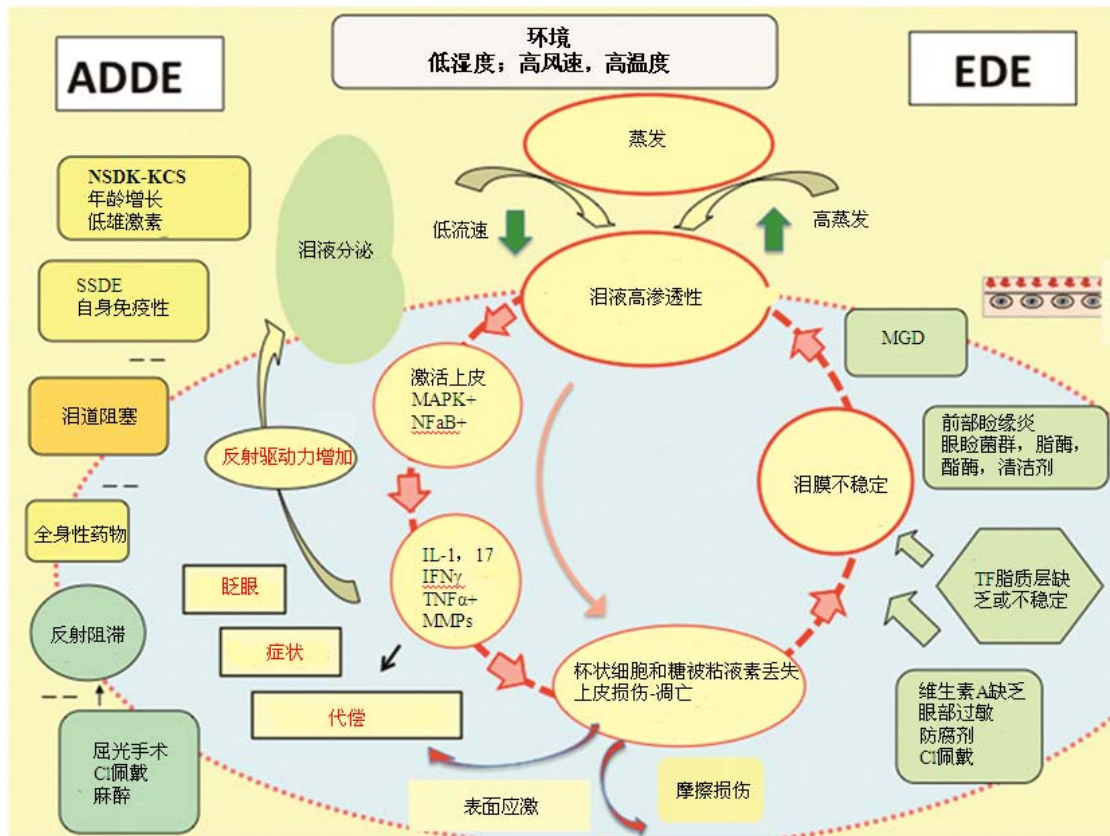 环境
低湿度；高风速，高温度
ADDE
EDE
蒸发
NSDK-KCS
年龄增长
低雄激素
泪液分泌
低流速
高蒸发
SSDE
自身免疫性
泪液高渗透性
MGD
激活上皮
MAPK+
NFaB+
泪道阻塞
前部睑缘炎
眼睑菌群，脂酶，
酯酶，清洁剂
反射驱动力增加
泪膜不稳定
全身性药物
IL-1，17
IFNγ
TNFα+
MMPs
眨眼
TF脂质层缺
乏或不稳定
反射阻滞
症状
杯状细胞和糖被粘液素丢失
上皮损伤-调亡
代偿
维生素A缺乏
眼部过敏
防腐剂
Cl佩戴
屈光手术
Cl佩戴
麻醉
表面应激
摩擦损伤